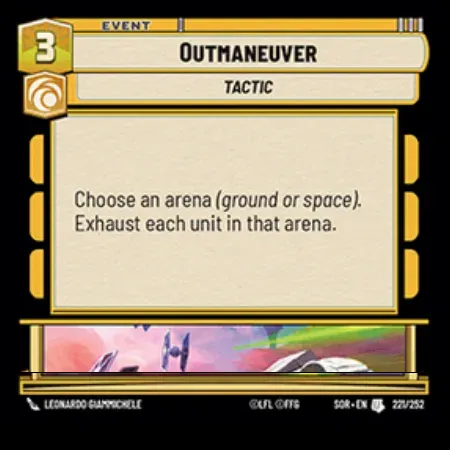 EVENT
3
OUTMANEUVER
TACTIC
Choose an arena (ground or space).
Exhaust each unit in that arena.
LEONARDO GIAMMICHELE ©LFL ©FFG SOR • EN U 221/252